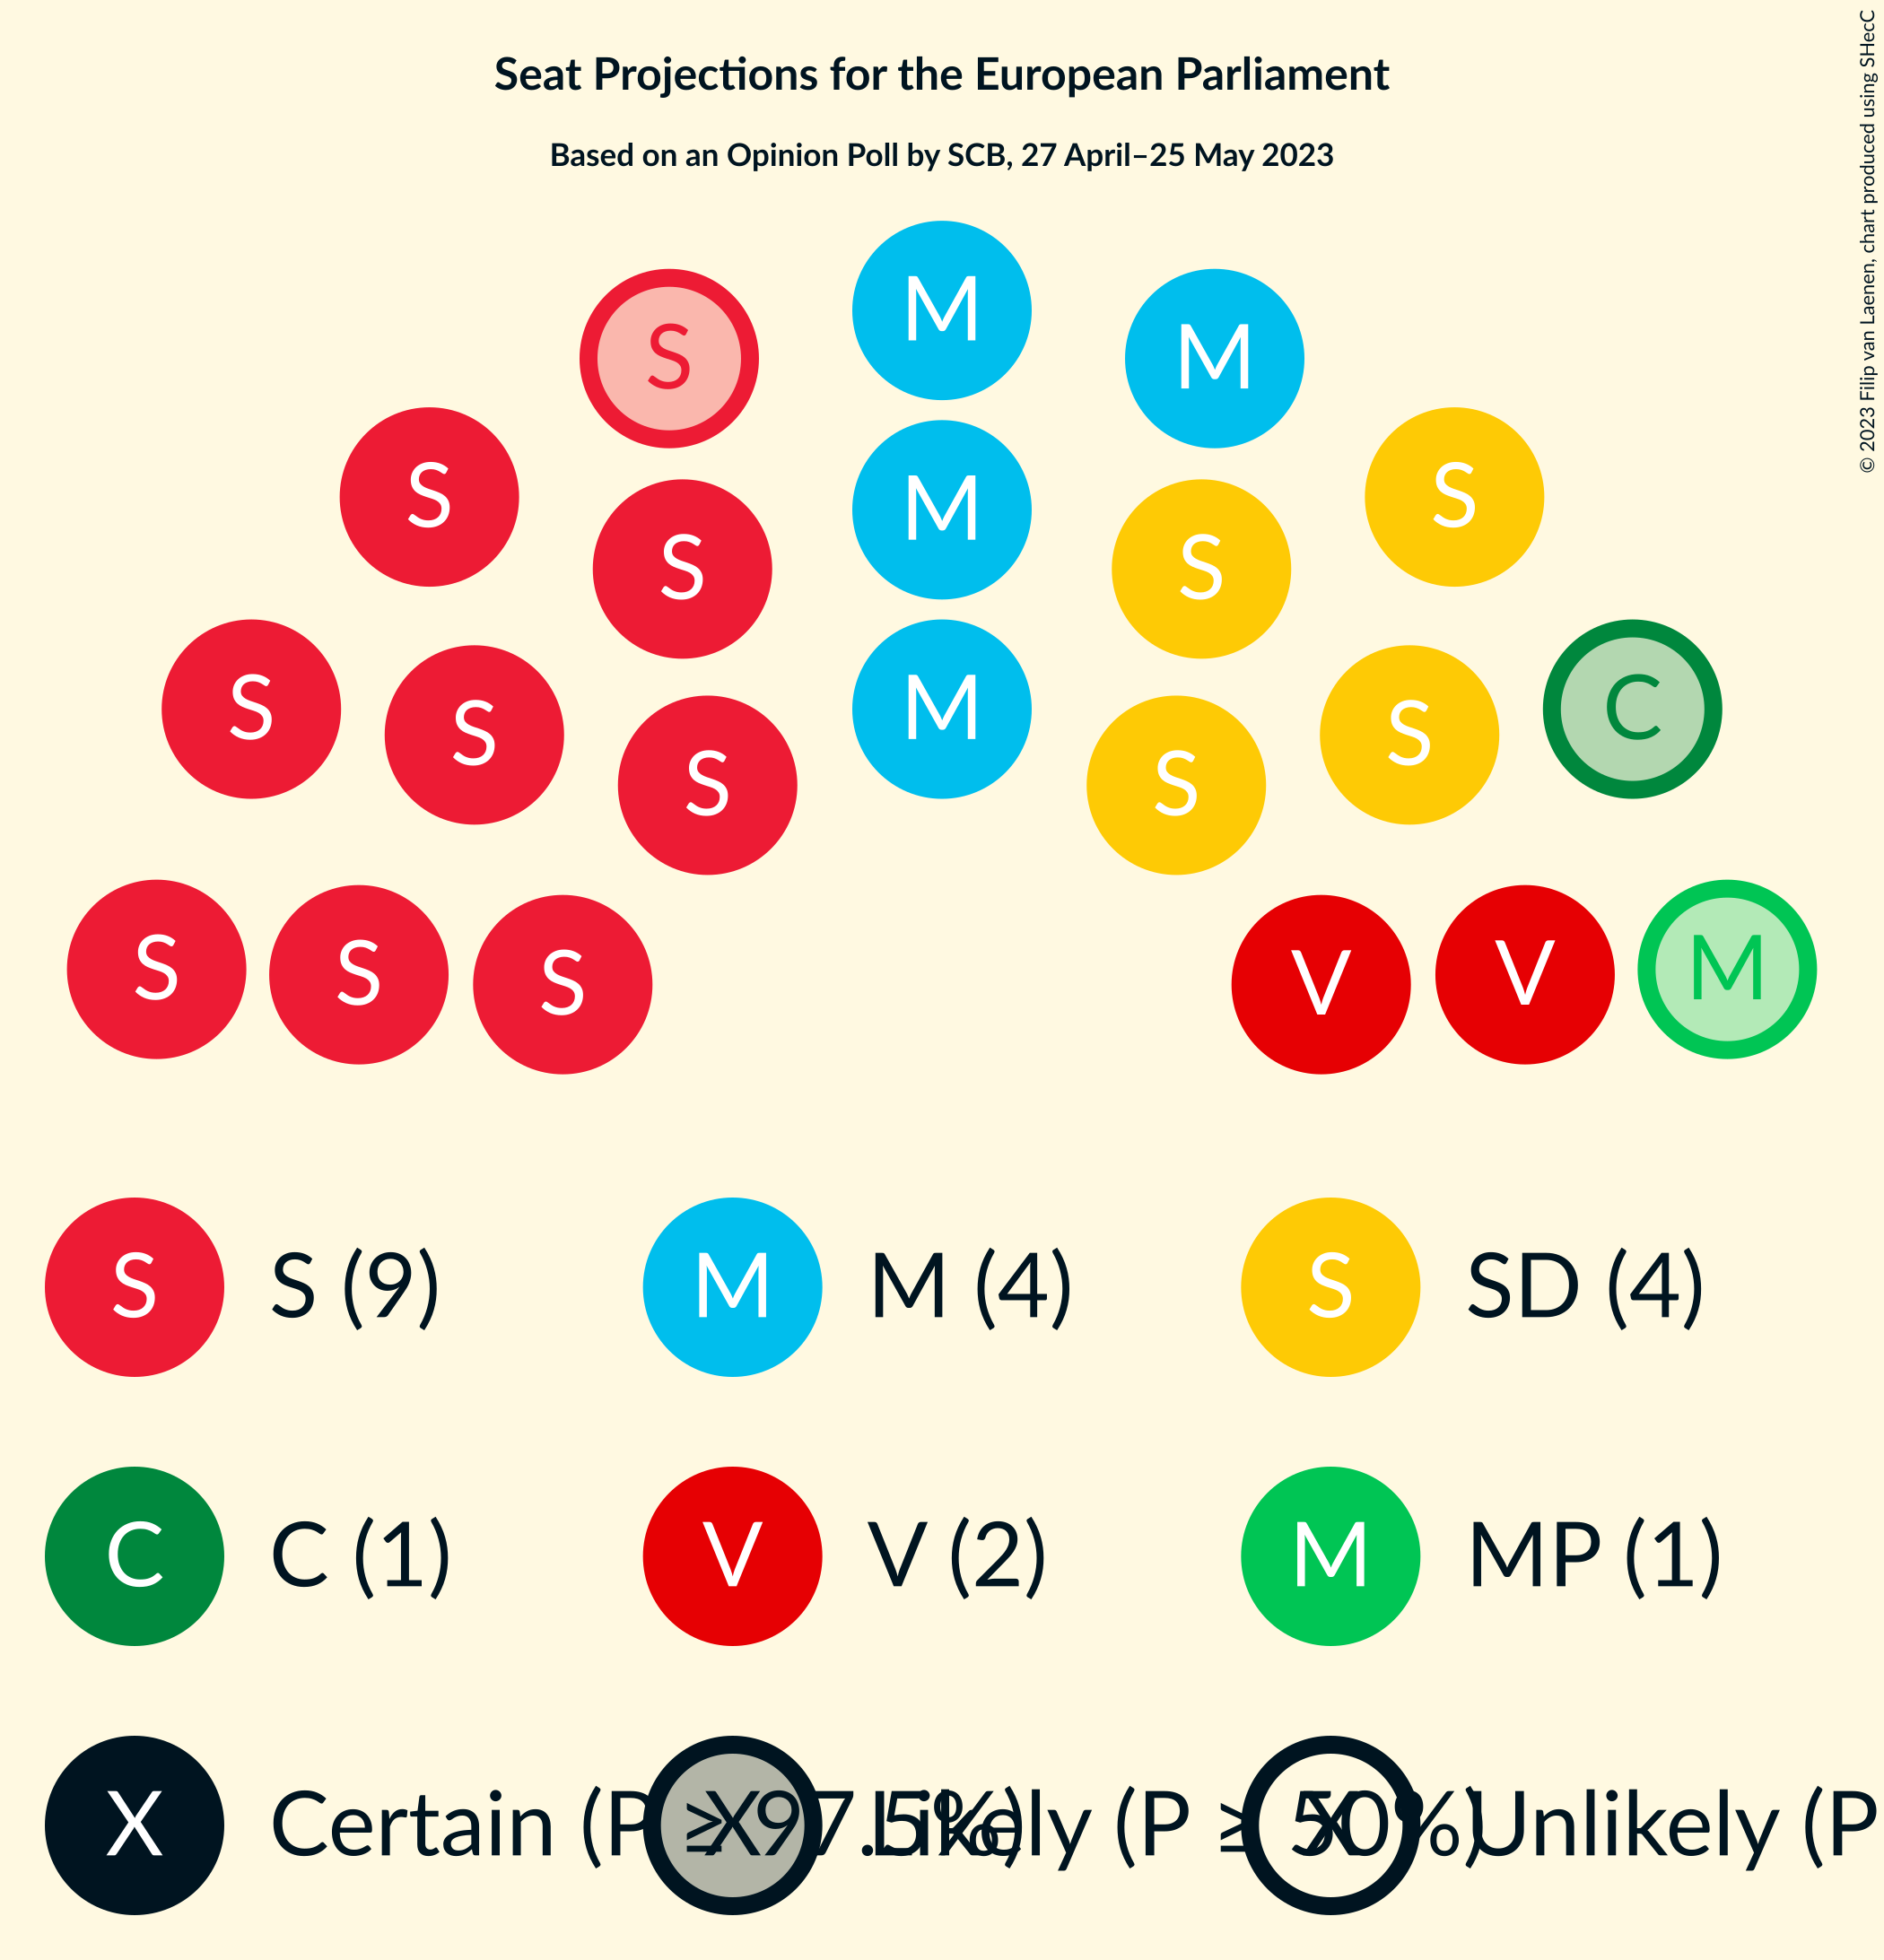 Seat Projections for the European Parliament
Based on an Opinion Poll by SCB, 27 April–25 May 2023
© 2023 Filip van Laenen, chart produced using SHecC
M
S M
M
S S
S S
S M C
S S
S S
S V V M
S S
S S (9) M M (4) S SD (4)
C C (1) V V (2) M MP (1)
X Certain (P ≥ 97.5%) X Likely (P ≥ 50%) X Unlikely (P